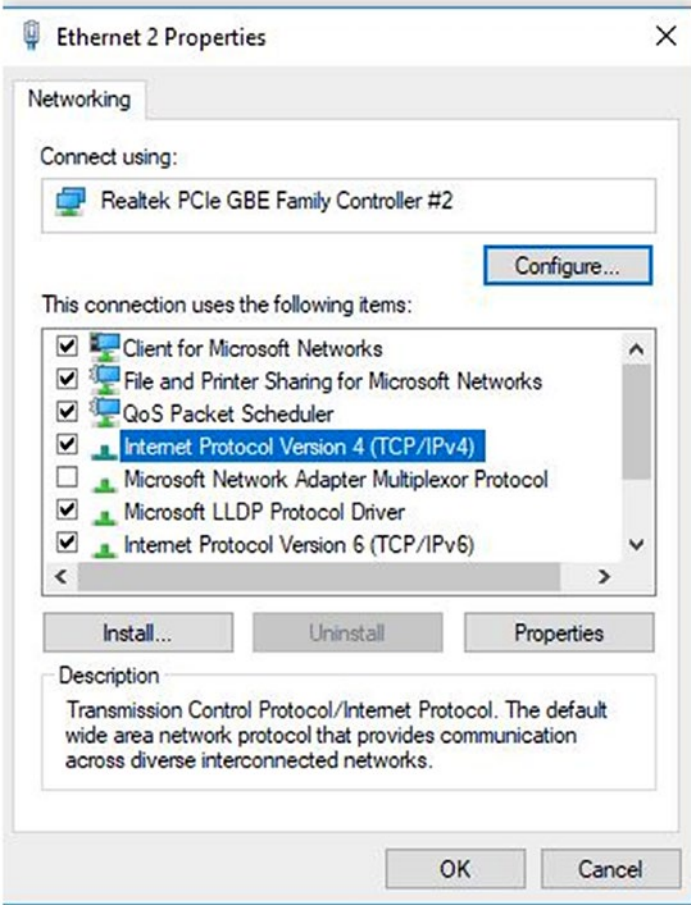 Ethernet 2 Properties
Networking
Connect using:
Realtek PCIe GBE Family Controller #2
Configure...
This connection uses the following items:
Client for Microsoft Networks
File and Printer Sharing for Microsoft Networks
QoS Packet Scheduler
Internet Protocol Version 4 (TCP/IPv4)
Microsoft Network Adapter Multiplexor Protocol
Microsoft LLDP Protocol Driver
Internet Protocol Version 6 (TCP/IPv6)
Install...
Uninstall
Properties
Description
Transmission Control Protocol/Internet Protocol. The default
wide area network protocol that provides communication
across diverse interconnected networks.
OK
Cancel